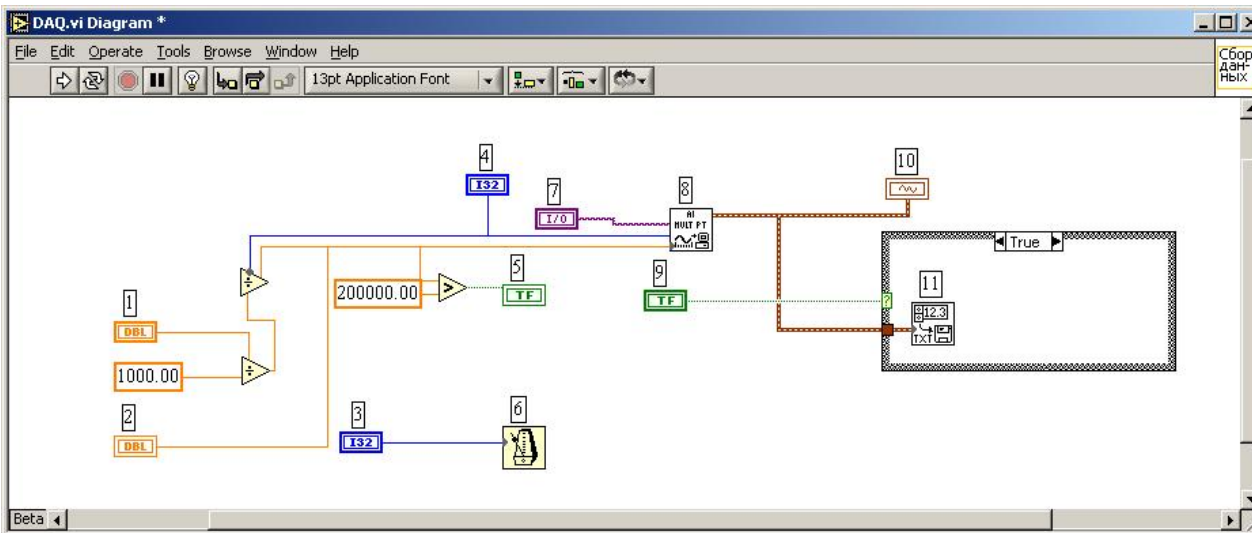 DAQ.vi Diagram *
File Edit Operate Tools Browse Window Help
Сбор
дан-
ных
13pt Application Font
4
I32
7
I/O
8
AI
MULT PT
10
True
5
TF
200000.00
>
9
TF
?
11
12.3
TXT
÷
1
DBL
1000.00
÷
2
DBL
3
I32
6
Beta